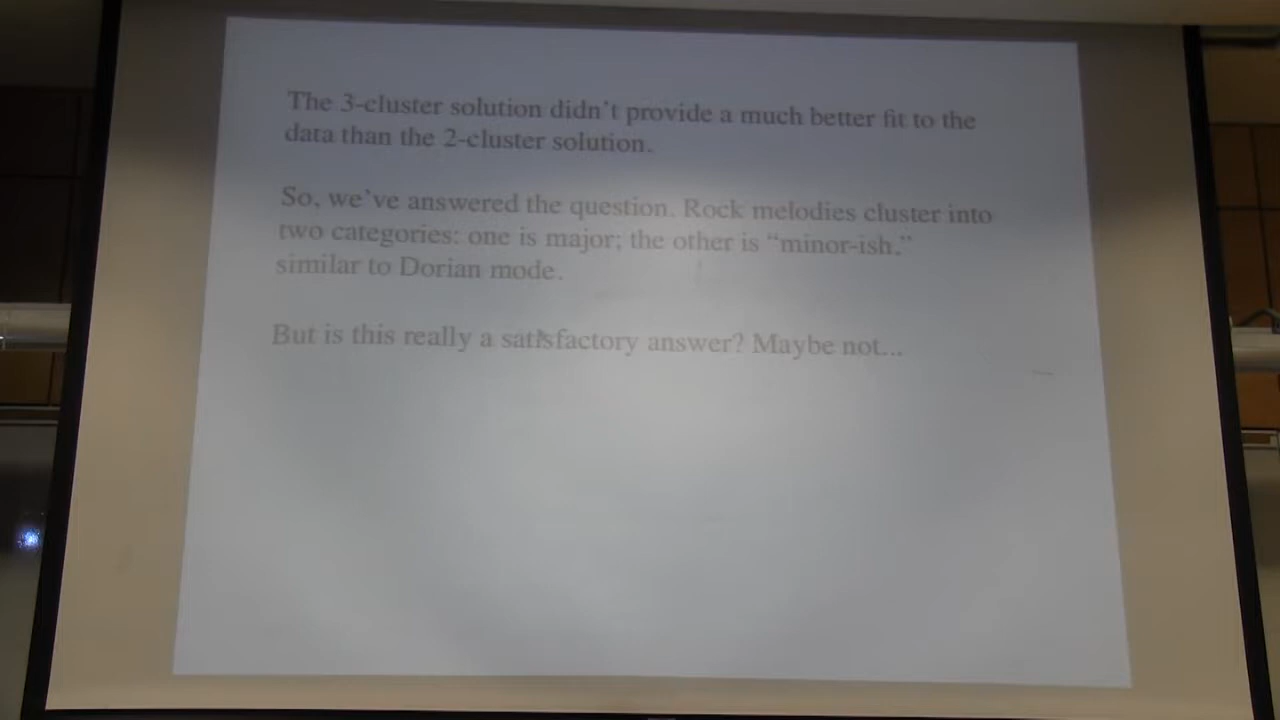 The 3-cluster solution didn't provide a much better fit to the
data than the 2-cluster solution.
So, we've answered the question. Rock melodies cluster into
two categories: one is major; the other is “minor-ish,”
similar to Dorian mode.
But is this really a satisfactory answer? Maybe not...